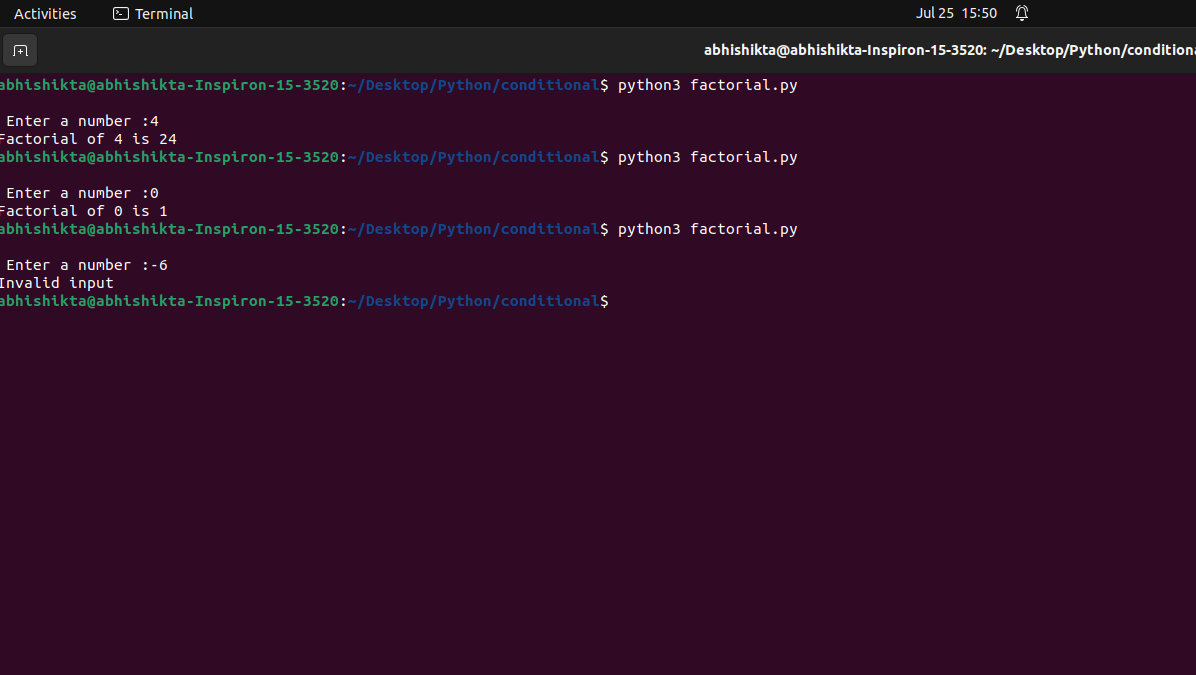 Activities Terminal Jul 25 15:50
abhishikta@abhishikta-Inspiron-15-3520: ~/Desktop/Python/conditiona
abhishikta@abhishikta-Inspiron-15-3520:~/Desktop/Python/conditional$ python3 factorial.py
Enter a number :4
Factorial of 4 is 24
abhishikta@abhishikta-Inspiron-15-3520:~/Desktop/Python/conditional$ python3 factorial.py
Enter a number :0
Factorial of 0 is 1
abhishikta@abhishikta-Inspiron-15-3520:~/Desktop/Python/conditional$ python3 factorial.py
Enter a number :-6
Invalid input
abhishikta@abhishikta-Inspiron-15-3520:~/Desktop/Python/conditional$